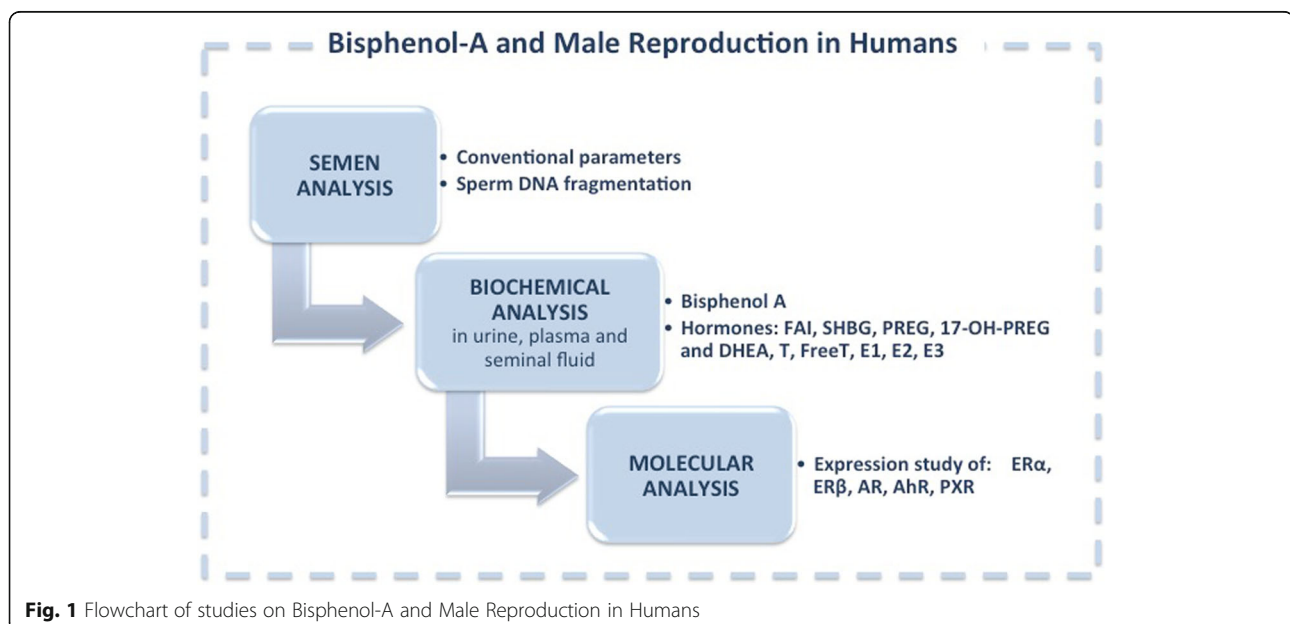 Bisphenol-A and Male Reproduction in Humans
SEMEN
ANALYSIS
• Conventional parameters
• Sperm DNA fragmentation
BIOCHEMICAL
ANALYSIS
in urine, plasma and
seminal fluid
• Bisphenol A
• Hormones: FAI, SHBG, PREG, 17-OH-PREG
and DHEA, T, FreeT, E1, E2, E3
MOLECULAR
ANALYSIS
• Expression study of: ERα,
ERβ, AR, AhR, PXR
Fig. 1 Flowchart of studies on Bisphenol-A and Male Reproduction in Humans